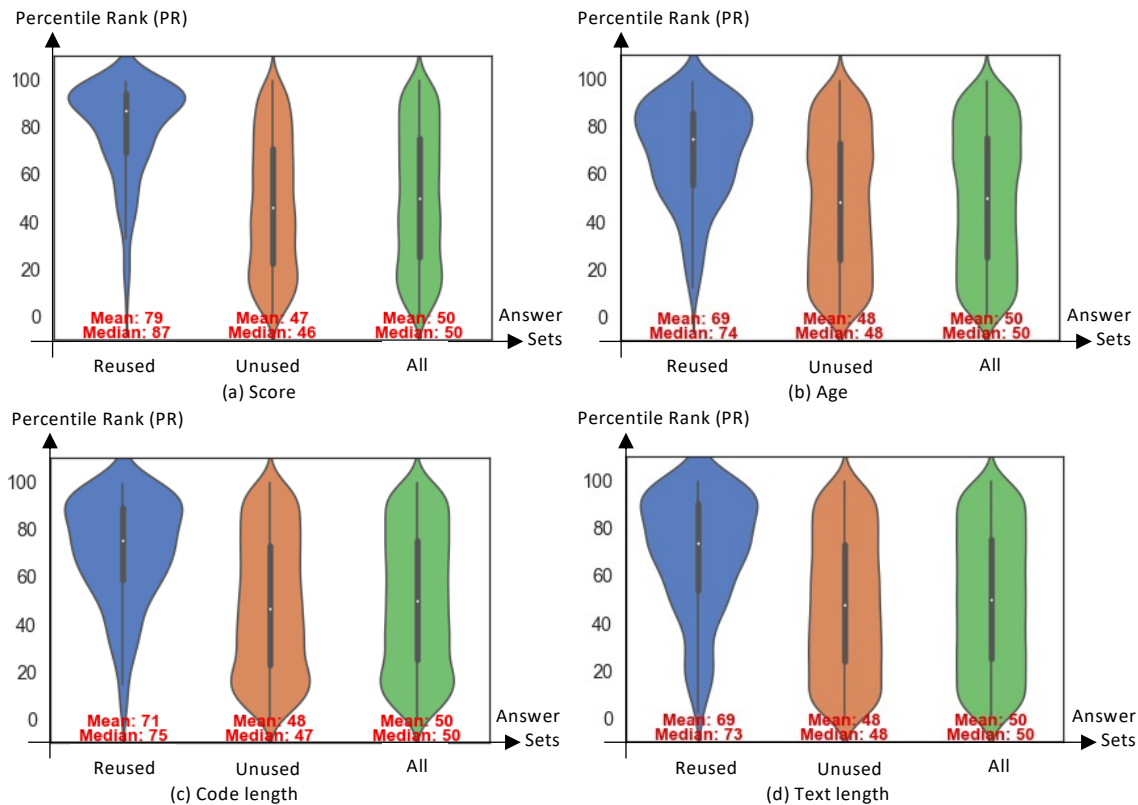 Percentile Rank (PR)
100
80
60
40
20
0
Mean: 79
Median: 87
Mean: 47
Median: 46
Mean: 50
Median: 50
Answer
Sets
Reused
Unused
All
(a) Score
Percentile Rank (PR)
100
80
60
40
20
0
Mean: 69
Median: 74
Mean: 48
Median: 48
Mean: 50
Median: 50
Answer
Sets
Reused
Unused
All
(b) Age
Percentile Rank (PR)
100
80
60
40
20
0
Mean: 71
Median: 75
Mean: 48
Median: 47
Mean: 50
Median: 50
Answer
Sets
Reused
Unused
All
(c) Code length
Percentile Rank (PR)
100
80
60
40
20
0
Mean: 69
Median: 73
Mean: 48
Median: 48
Mean: 50
Median: 50
Answer
Sets
Reused
Unused
All
(d) Text length